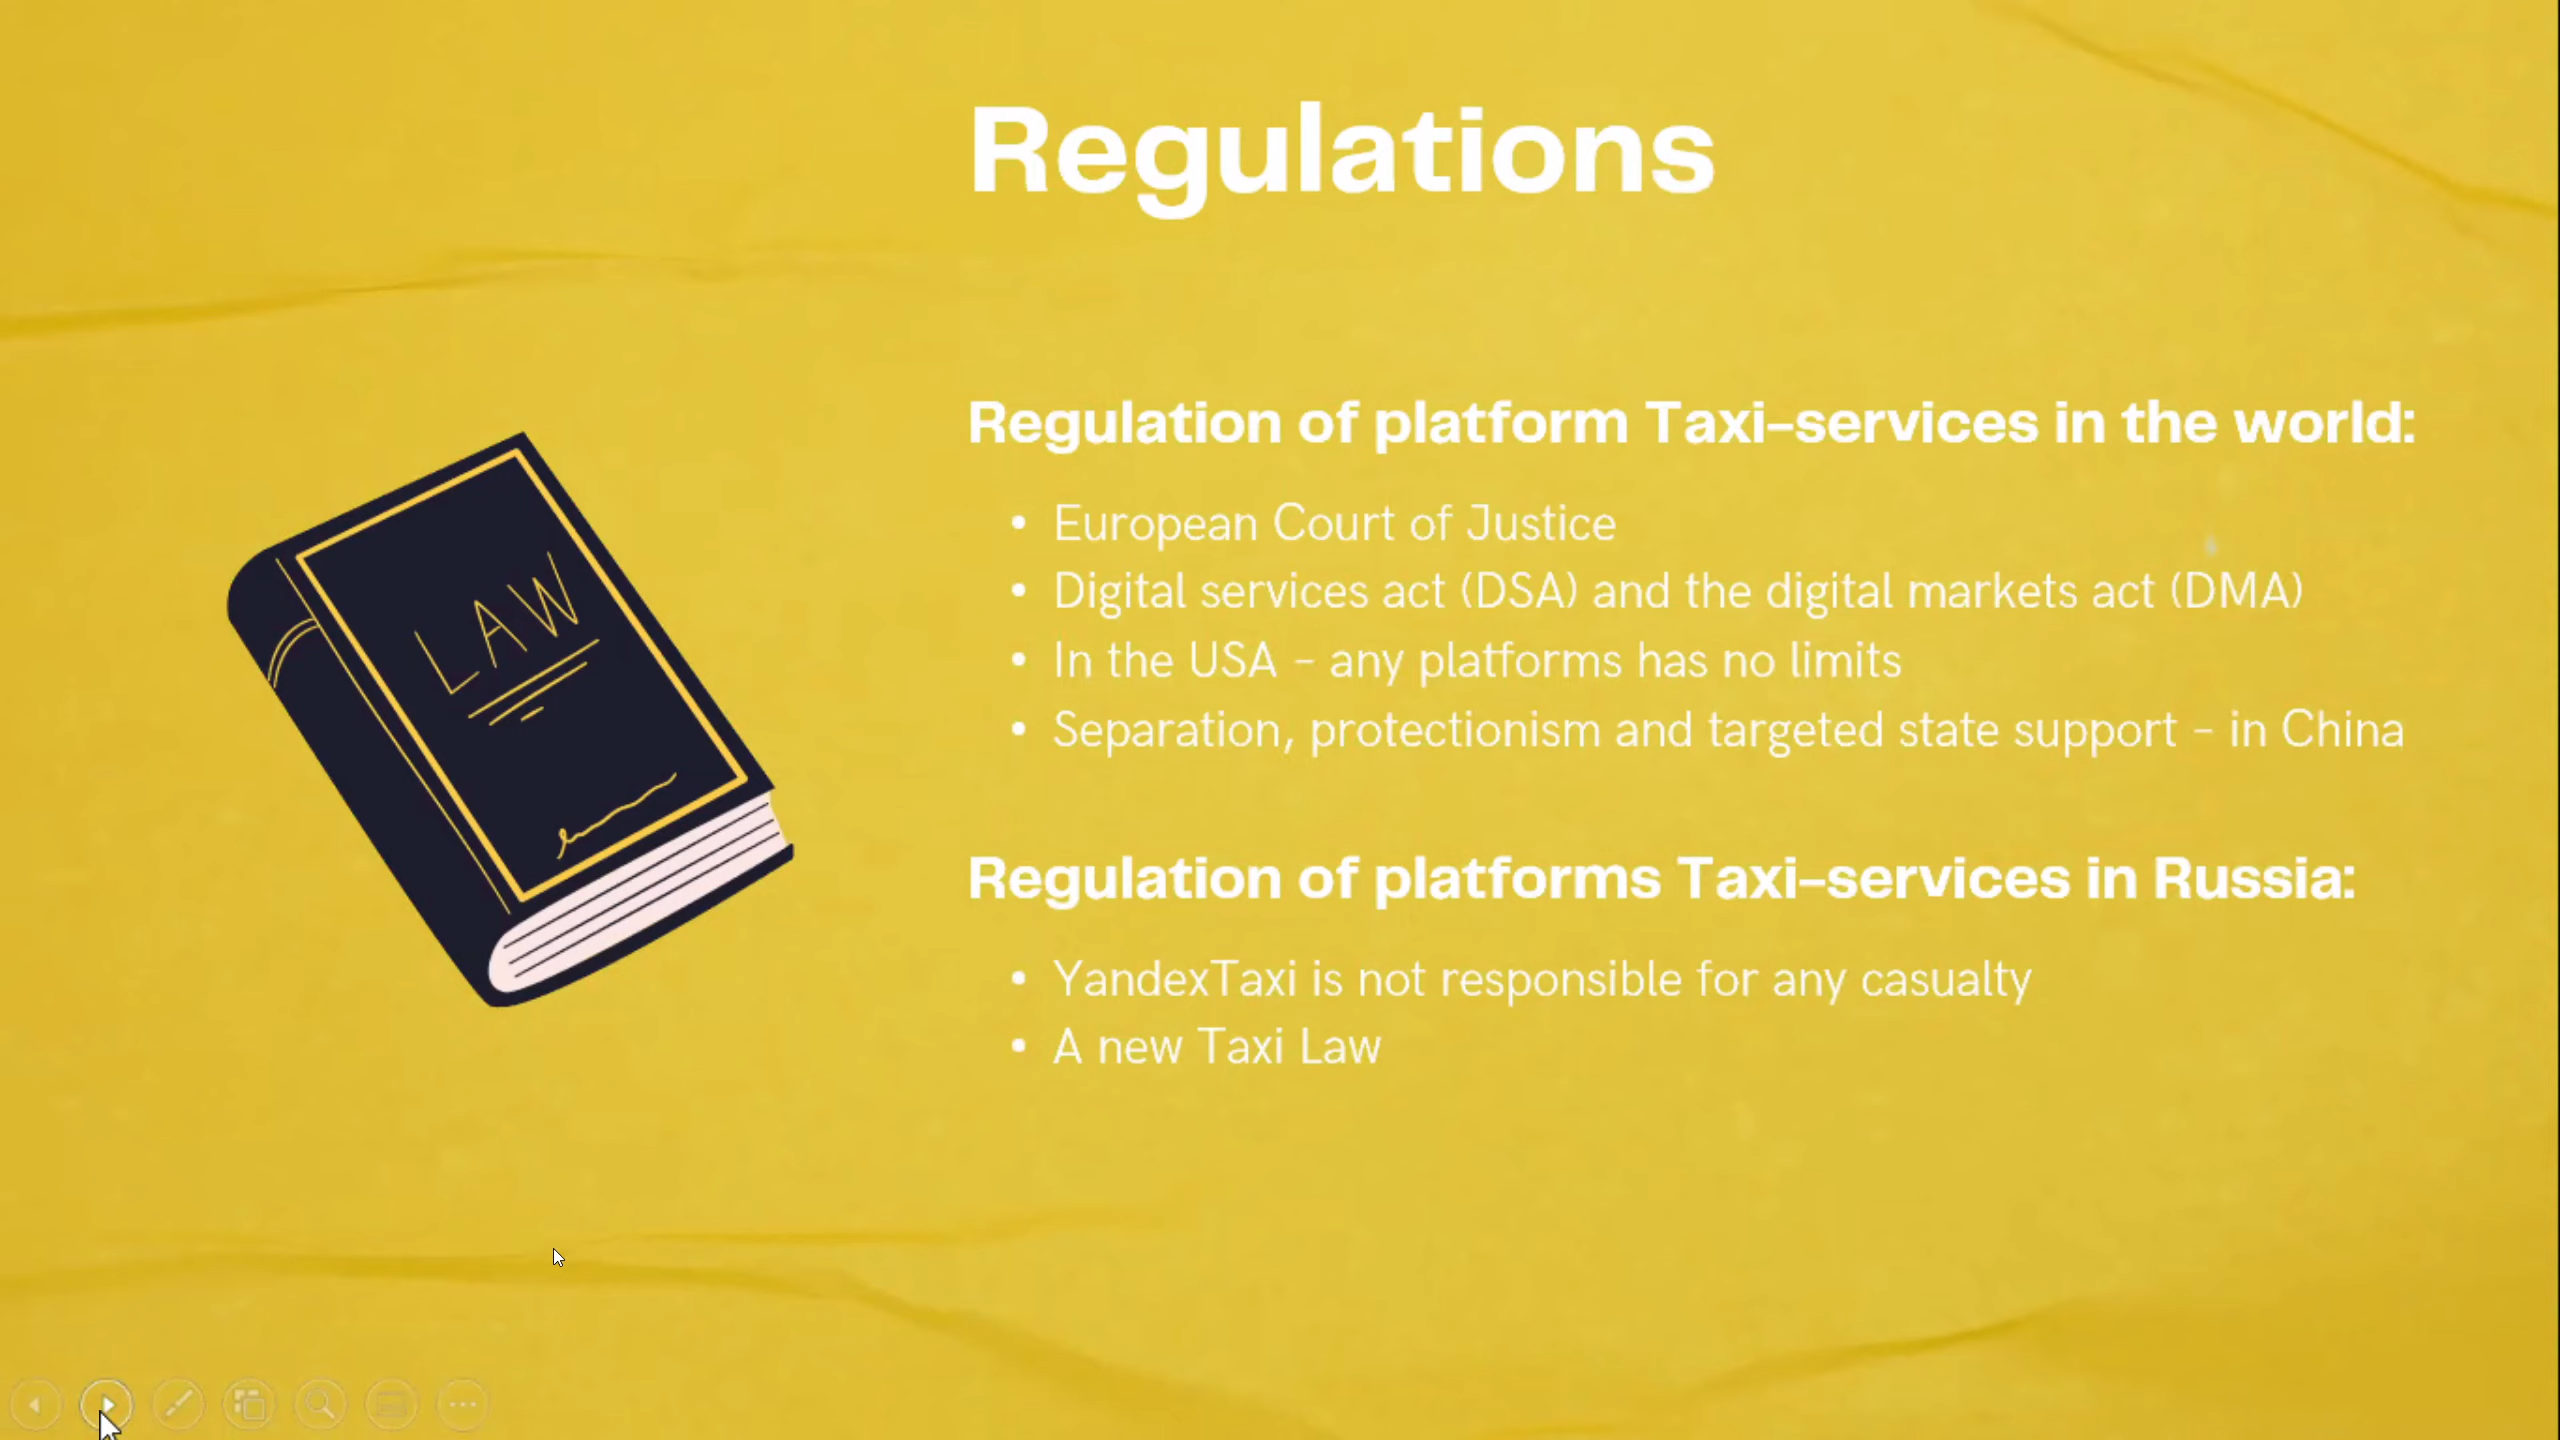 Regulations
Regulation of platform Taxi-services in the world:
• European Court of Justice
• Digital services act (DSA) and the digital markets act (DMA)
• In the USA – any platforms has no limits
• Separation, protectionism and targeted state support – in China
LAW
Regulation of platforms Taxi-services in Russia:
• YandexTaxi is not responsible for any casualty
• A new Taxi Law